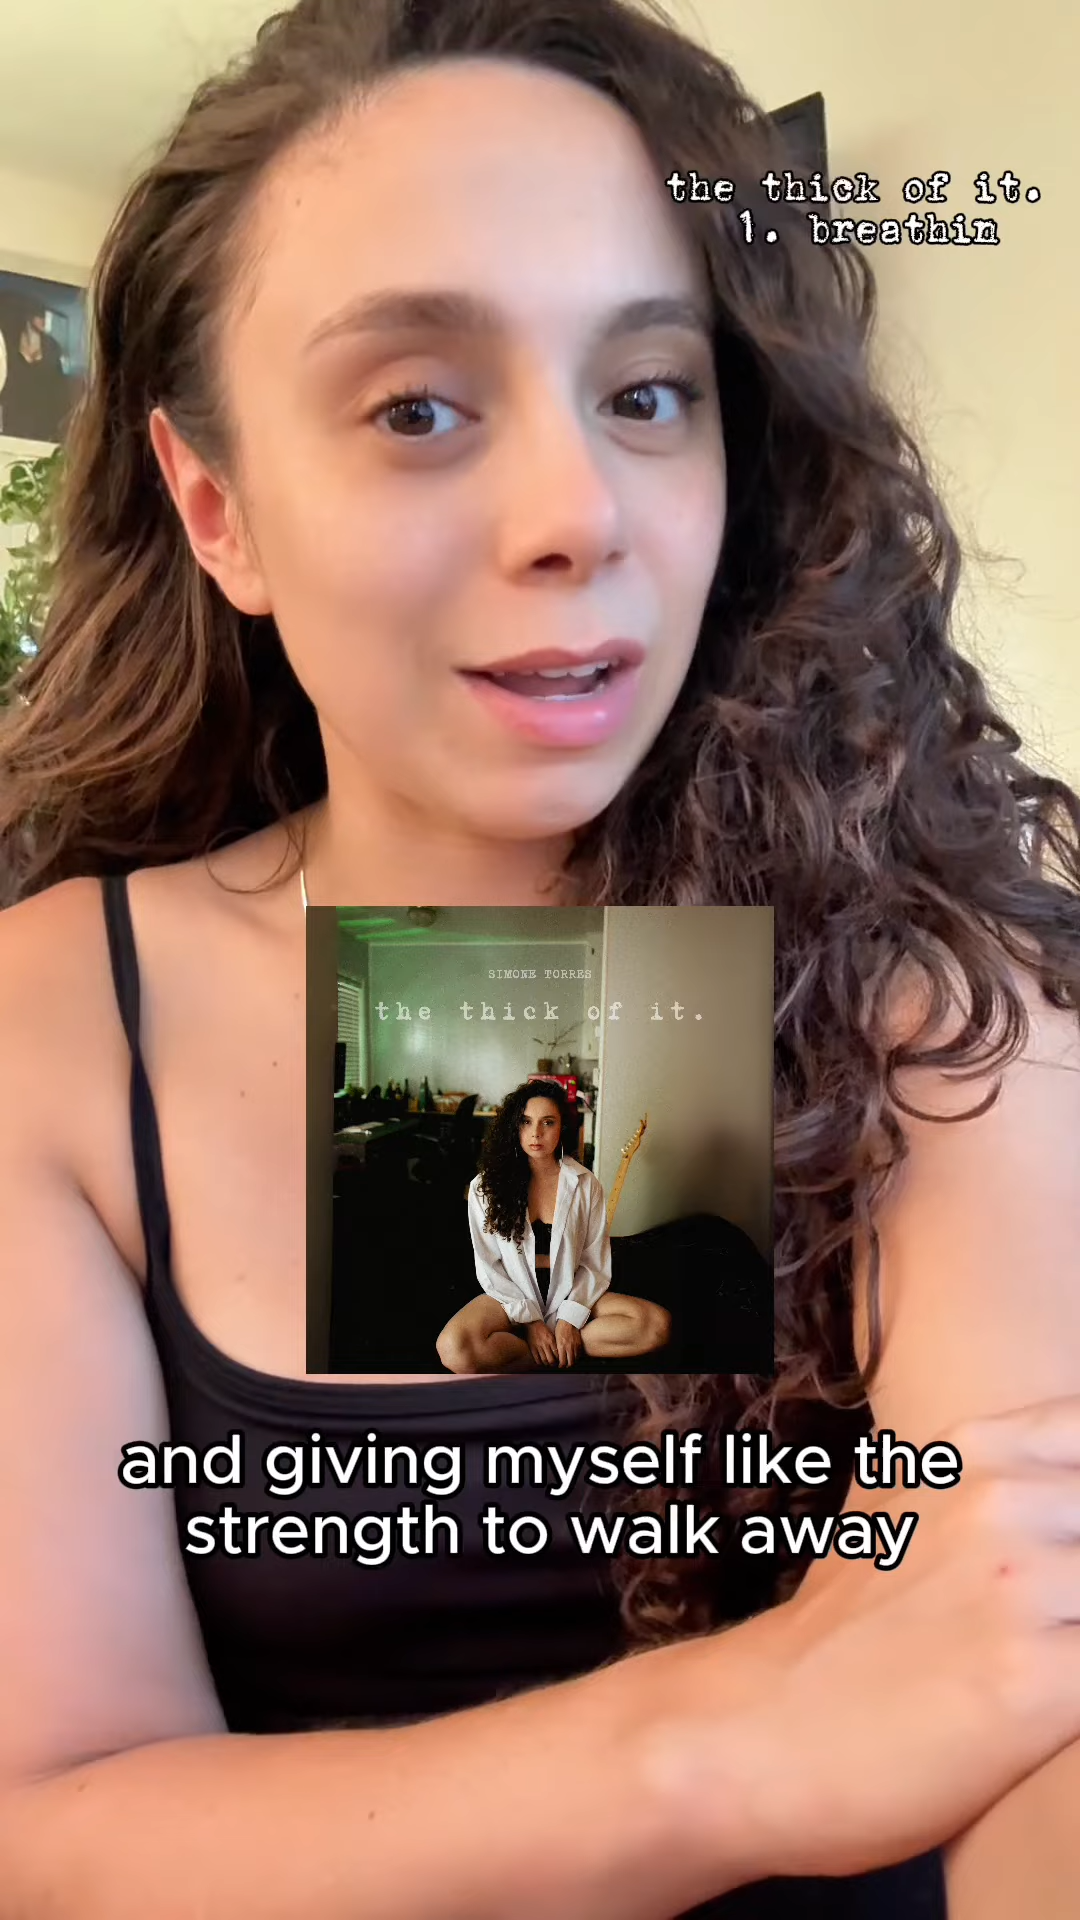 the thick of it.
1. breathin
SIMONE TORRES
the thick of it.
and giving myself like the
strength to walk away